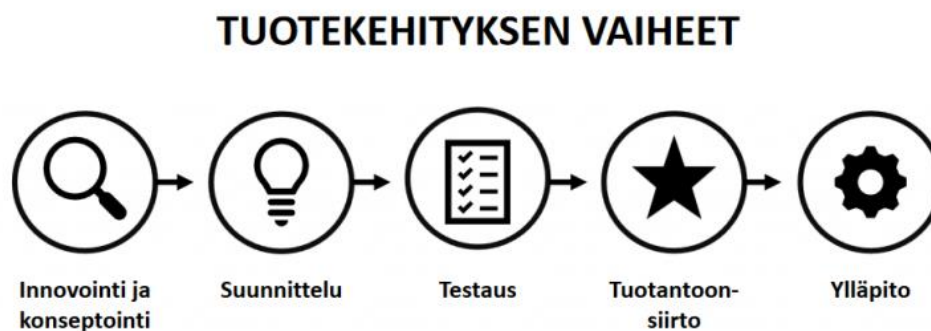 TUOTEKEHITYKSEN VAIHEET
Innovointi ja
konseptointi
Suunnittelu
Testaus
Tuotantoon-
siirto
Ylläpito